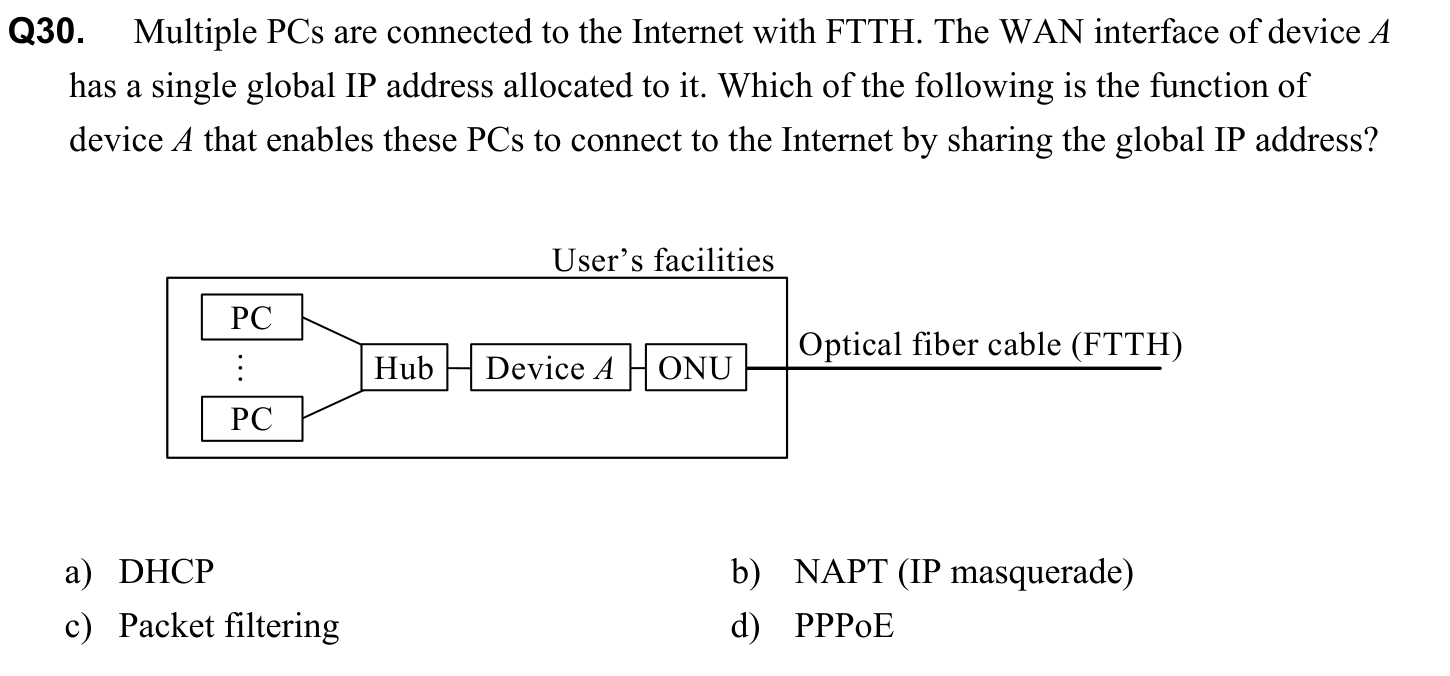 Q30. Multiple PCs are connected to the Internet with FTTH. The WAN interface of device A
has a single global IP address allocated to it. Which of the following is the function of
device A that enables these PCs to connect to the Internet by sharing the global IP address?
User’s facilities
PC
Optical fiber cable (FTTH)
⋮
Hub Device A ONU
PC
a) DHCP b) NAPT (IP masquerade)
c) Packet filtering d) PPPoE